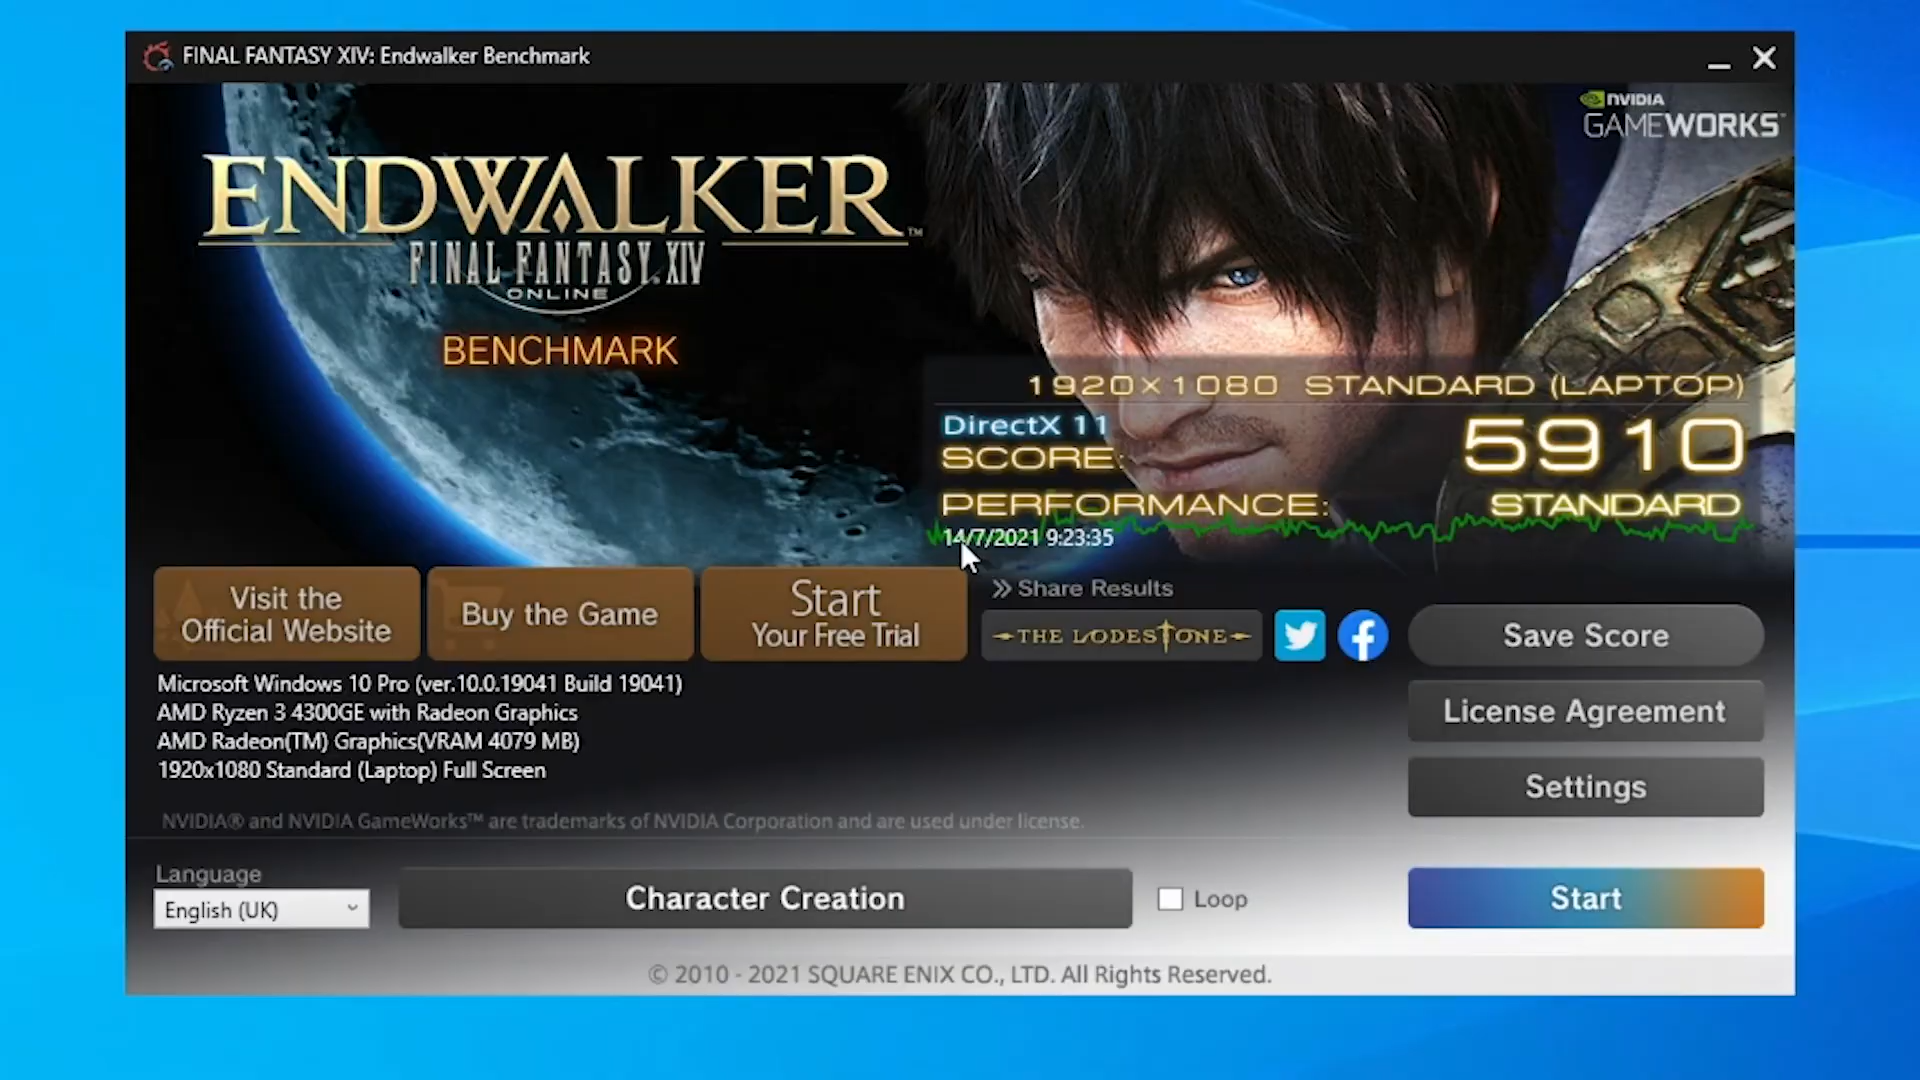 FINAL FANTASY XIV: Endwalker Benchmark
NVIDIA
GAMEWORKS
ENDWALKER™
FINAL FANTASY XIV
ONLINE
BENCHMARK
1920×1080 STANDARD (LAPTOP)
DirectX 11
SCORE: 5910
PERFORMANCE: STANDARD
14/7/2021 9:23:35
Visit the
Official Website
Buy the Game
Start
Your Free Trial
Share Results
THE LODESTONE
Save Score
License Agreement
Settings
Microsoft Windows 10 Pro (ver.10.0.19041 Build 19041)
AMD Ryzen 3 4300GE with Radeon Graphics
AMD Radeon(TM) Graphics(VRAM 4079 MB)
1920x1080 Standard (Laptop) Full Screen
NVIDIA® and NVIDIA GameWorks™ are trademarks of NVIDIA Corporation and are used under license.
Language
English (UK)
Character Creation
Loop
Start
© 2010 - 2021 SQUARE ENIX CO., LTD. All Rights Reserved.